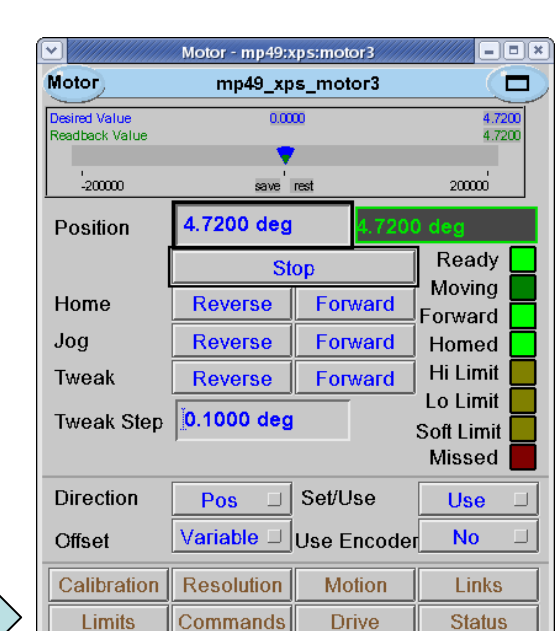 Motor - mp49:xps:motor3
Motor mp49_xps_motor3
Desired Value 0.0000 4.7200
Readback Value 4.7200
-200000 save rest 200000
Position 4.7200 deg 4.7200 deg
Stop Ready
Moving
Home Reverse Forward Forward
Jog Reverse Forward Homed
Tweak Reverse Forward Hi Limit
Lo Limit
Tweak Step 0.1000 deg Soft Limit
Missed
Direction Pos Set/Use Use
Offset Variable Use Encoder No
Calibration Resolution Motion Links
Limits Commands Drive Status